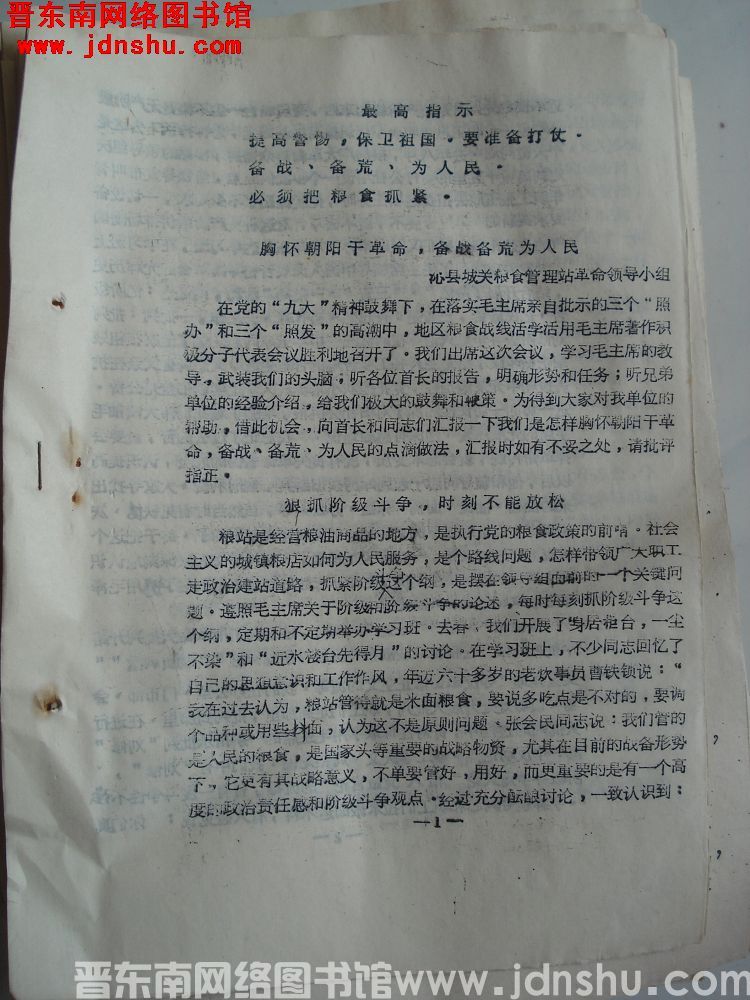 晋东南网络图书馆
www.jdnshu.com
最高指示
提高警惕，保卫祖国。要准备打仗。
备战、备荒、为人民。
必须把粮食抓紧。
胸怀朝阳干革命，备战备荒为人民
沁县城关粮食管理站革命领导小组
在党的“九大”精神鼓舞下，在落实毛主席亲自批示的三个“照
办”和三个“照发”的高潮中，地区粮食战线活学活用毛主席著作积
极分子代表会议胜利地召开了。我们出席这次会议，学习毛主席的教
导，武装我们的头脑；听各位首长的报告，明确形势和任务；听兄弟
单位的经验介绍，给我们极大的鼓舞和鞭策。为得到大家对我单位的
帮助，借此机会，向首长和同志们汇报一下我们是怎样胸怀朝阳干革
命，备战、备荒、为人民的点滴做法，汇报时如有不妥之处，请批评
指正。
狠抓阶级斗争，时刻不能放松
粮站是经营粮油商品的地方，是执行党的粮食政策的前哨。社会
主义的城镇粮店如何为人民服务，是个路线问题，怎样带领广大职工
走政治建站道路，抓紧阶级斗争这个纲，是摆在领导组面前的一个关键问
题。遵照毛主席关于阶级和阶级斗争的论述，每时每刻抓阶级斗争这
个纲，定期和不定期举办学习班。去春，我们开展了“身居柜台，一尘
不染”和“近水楼台先得月”的讨论。在学习班上，不少同志回忆了
自己的思想意识和工作作风，年近六十多岁的老炊事员曹铁锁说：“
我在过去认为，粮站管得就是米面粮食，要说多吃点是不对的，要调
个品种或用些料面，认为这不是原则问题。张会民同志说：我们管的
是人民的粮食，是国家头等重要的战略物资，尤其在目前的战备形势
下，它更有其战略意义，不单要管好，用好，而更重要的是有一个高
度的政治责任感和阶级斗争观点。经过充分酝酿讨论，一致认识到：
—1—
晋东南网络图书馆www.jdnshu.com